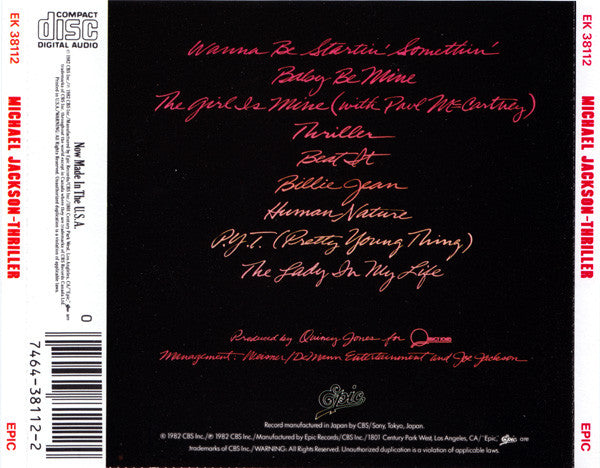 EK 38112
MICHAEL JACKSON-THRILLER
EPIC
COMPACT
disc
DIGITAL AUDIO
Now Made In The U.S.A.
0
7464-38112-2
Wanna Be Startin' Somethin'
Baby Be Mine
The Girl Is Mine (with Paul McCartney)
Thriller
Beat It
Billie Jean
Human Nature
P.Y.T. (Pretty Young Thing)
The Lady In My Life
Produced by Quincy Jones for
Management - Weisner/DeMann Entertainment and Joe Jackson
Epic
Record manufactured in Japan by CBS/Sony, Tokyo, Japan.
© 1982 CBS Inc./℗ 1982 CBS Inc./Manufactured by Epic Records/CBS Inc./1801 Century Park West, Los Angeles, CA/"Epic," Epic are
trademarks of CBS Inc./WARNING: All Rights Reserved. Unauthorized duplication is a violation of applicable laws.
EK 38112
MICHAEL JACKSON-THRILLER
EPIC